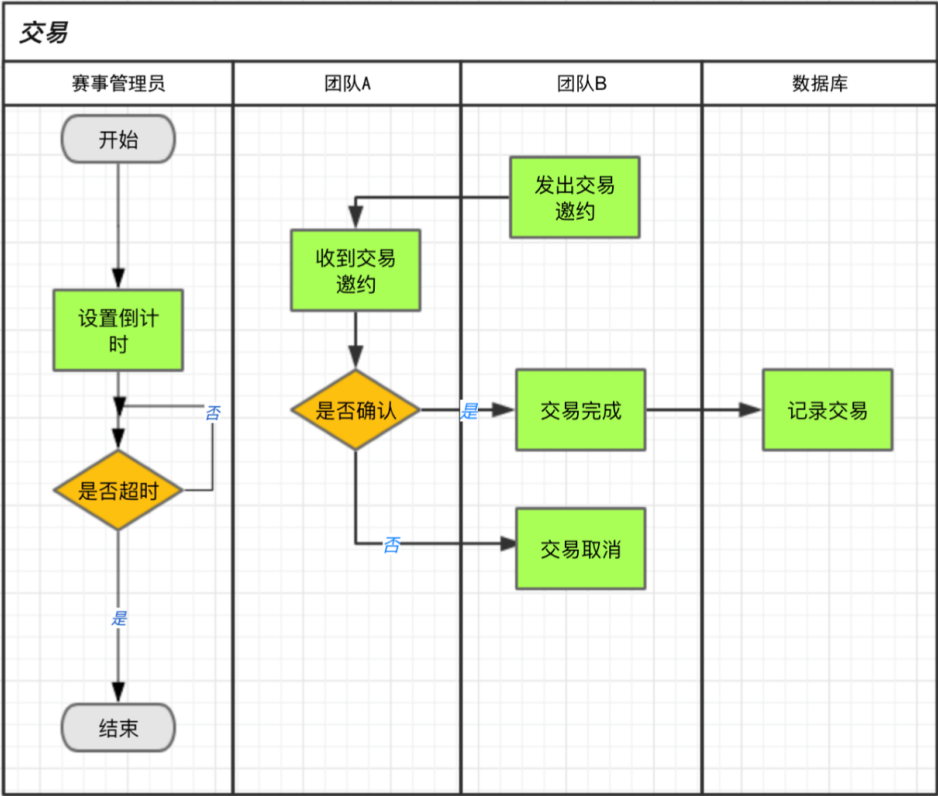 交易
赛事管理员
团队A
团队B
数据库
开始
发出交易
邀约
收到交易
邀约
设置倒计
时
否
是否确认
是
交易完成
记录交易
是否超时
否
交易取消
是
结束